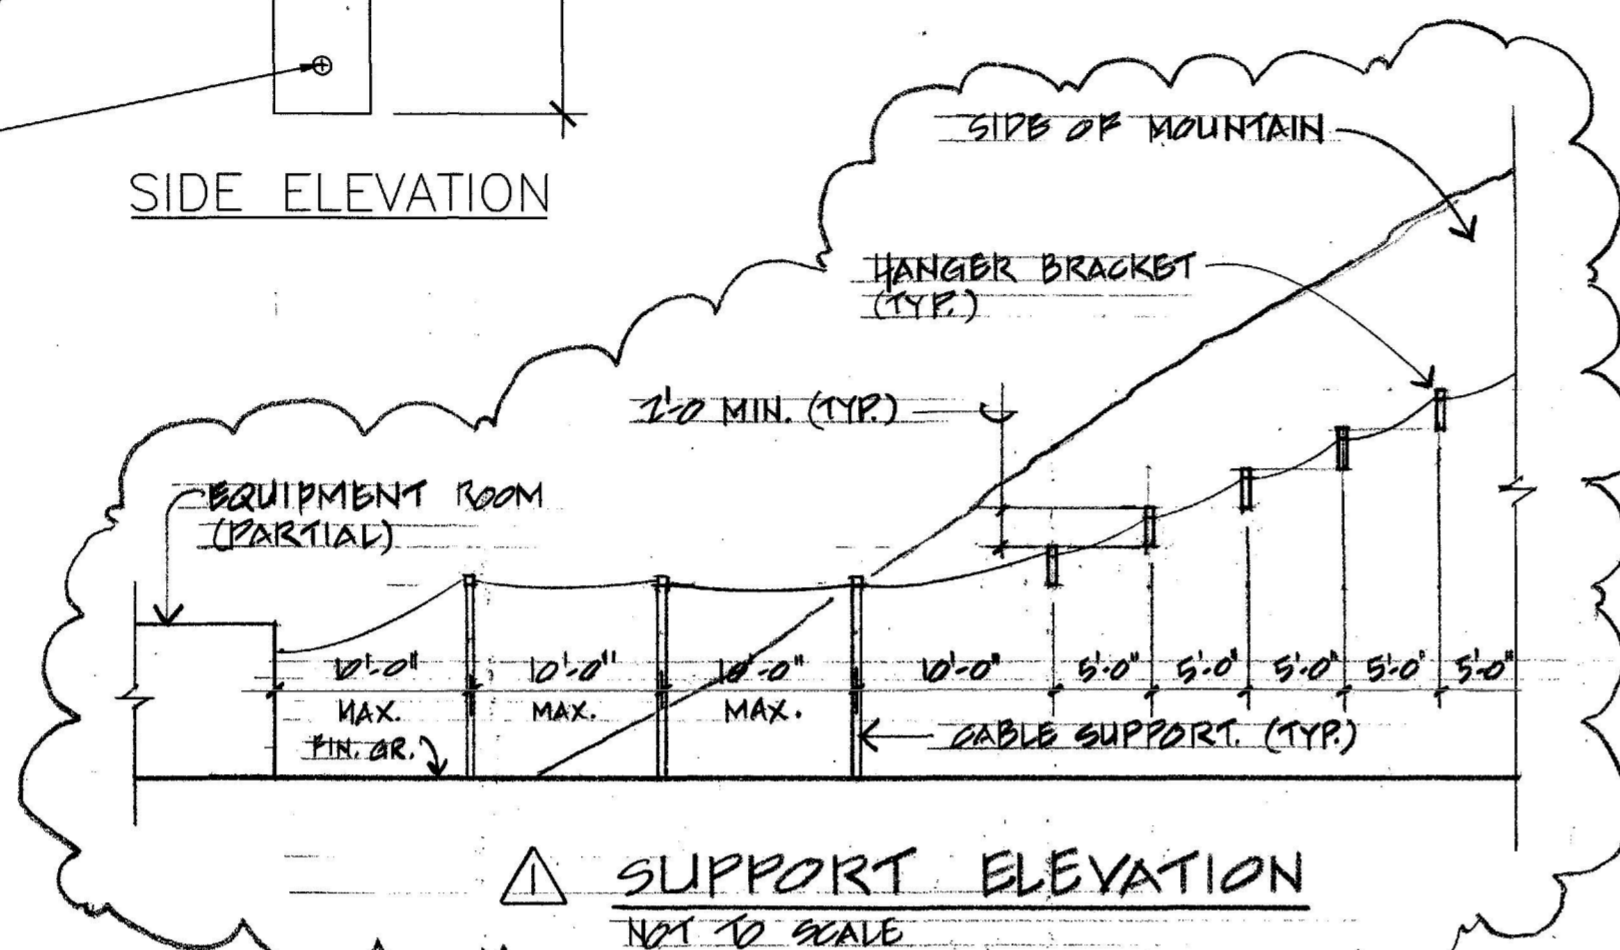 SIDE ELEVATION
SIDE OF MOUNTAIN
HANGER BRACKET
(TYP.)
1'-0 MIN. (TYP.)
EQUIPMENT ROOM
(PARTIAL)
10'-0" 10'-0" 10'-0" 10'-0" 5'-0" 5'-0" 5'-0" 5'-0" 5'-0"
MAX. MAX. MAX.
FIN. GR.
CABLE SUPPORT. (TYP.)
1 SUPPORT ELEVATION
NOT TO SCALE